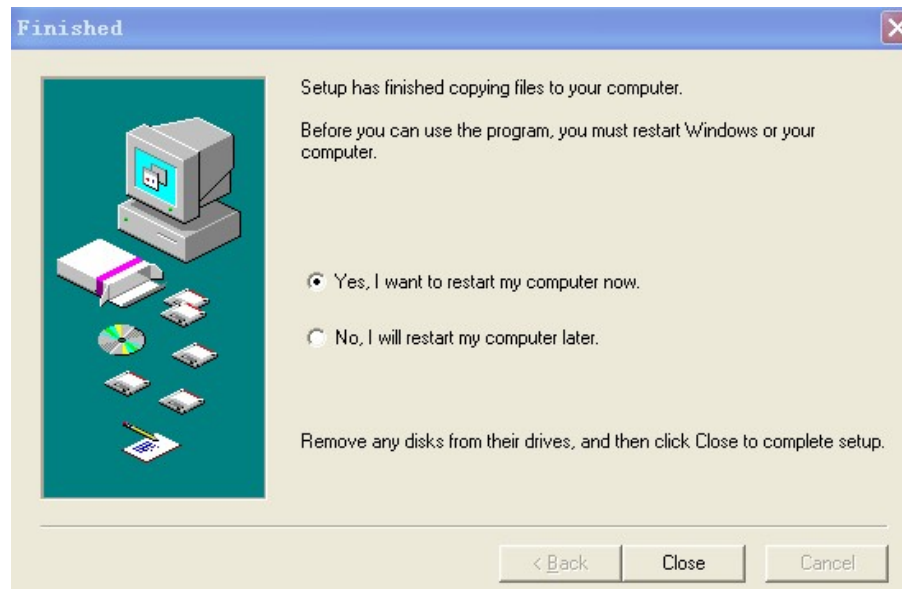 Finished
Setup has finished copying files to your computer.
Before you can use the program, you must restart Windows or your
computer.
Yes, I want to restart my computer now.
No, I will restart my computer later.
Remove any disks from their drives, and then click Close to complete setup.
< Back
Close
Cancel